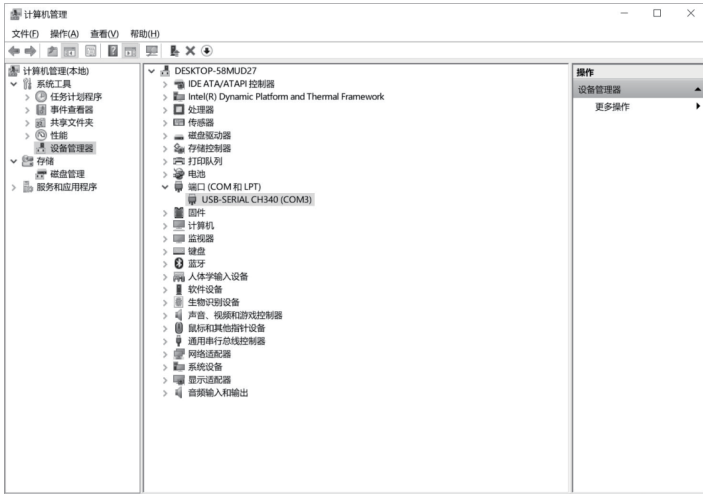 计算机管理
文件(F) 操作(A) 查看(V) 帮助(H)
计算机管理(本地)
系统工具
任务计划程序
事件查看器
共享文件夹
性能
设备管理器
存储
磁盘管理
服务和应用程序
DESKTOP-58MUD27
IDE ATA/ATAPI 控制器
Intel(R) Dynamic Platform and Thermal Framework
处理器
传感器
磁盘驱动器
存储控制器
打印队列
电池
端口 (COM 和 LPT)
USB-SERIAL CH340 (COM3)
固件
计算机
监视器
键盘
蓝牙
人体学输入设备
软件设备
生物识别设备
声音、视频和游戏控制器
鼠标和其他指针设备
通用串行总线控制器
网络适配器
系统设备
显示适配器
音频输入和输出
操作
设备管理器
更多操作